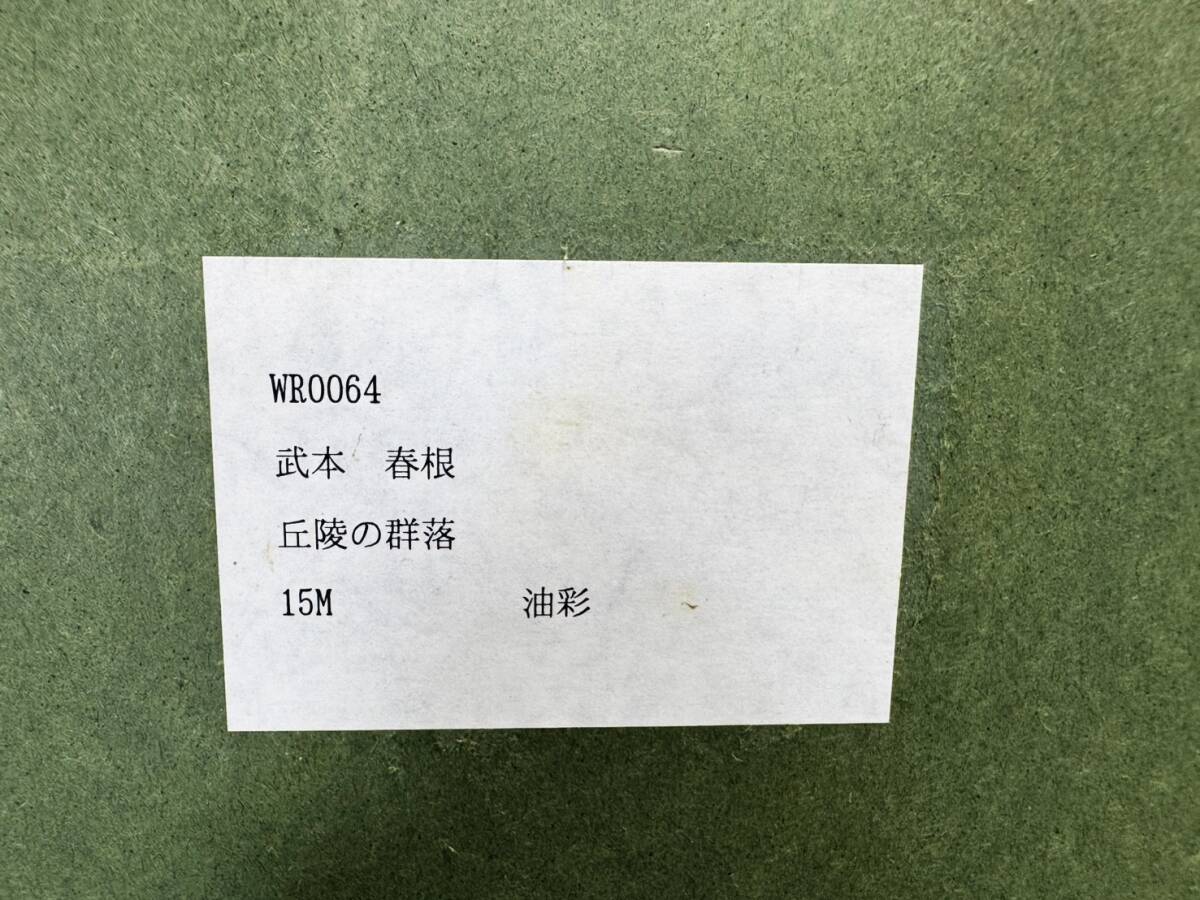 WR0064
武本　春根
丘陵の群落
15M　油彩